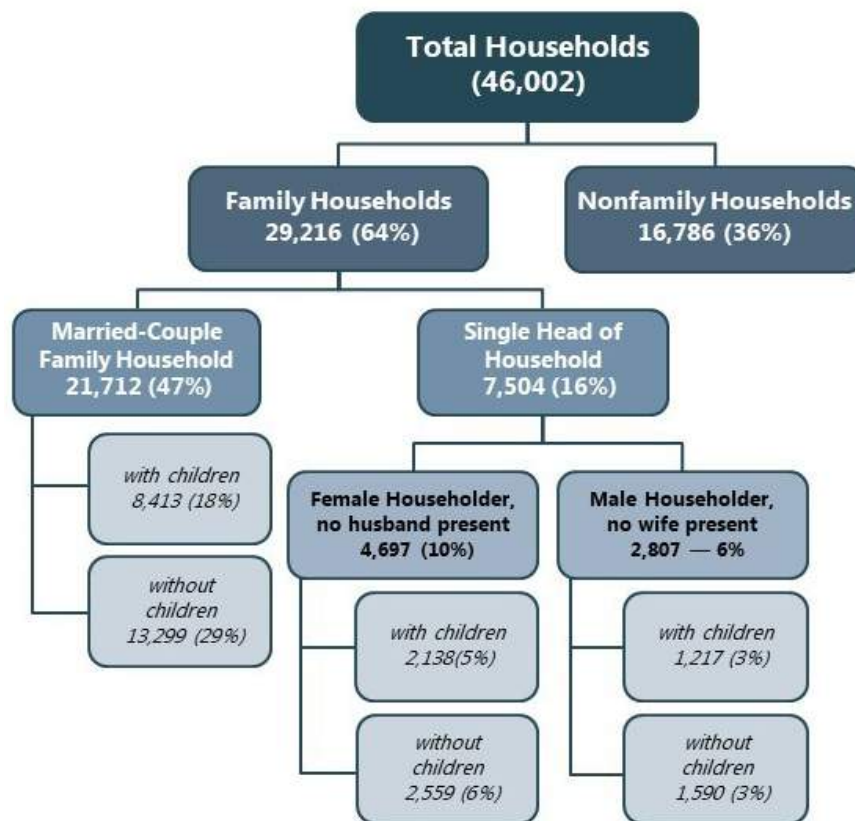 Total Households
(46,002)
Family Households
29,216 (64%)
Nonfamily Households
16,786 (36%)
Married-Couple
Family Household
21,712 (47%)
Single Head of
Household
7,504 (16%)
with children
8,413 (18%)
without
children
13,299 (29%)
Female Householder,
no husband present
4,697 (10%)
Male Householder,
no wife present
2,807 — 6%
with children
2,138(5%)
without
children
2,559 (6%)
with children
1,217 (3%)
without
children
1,590 (3%)